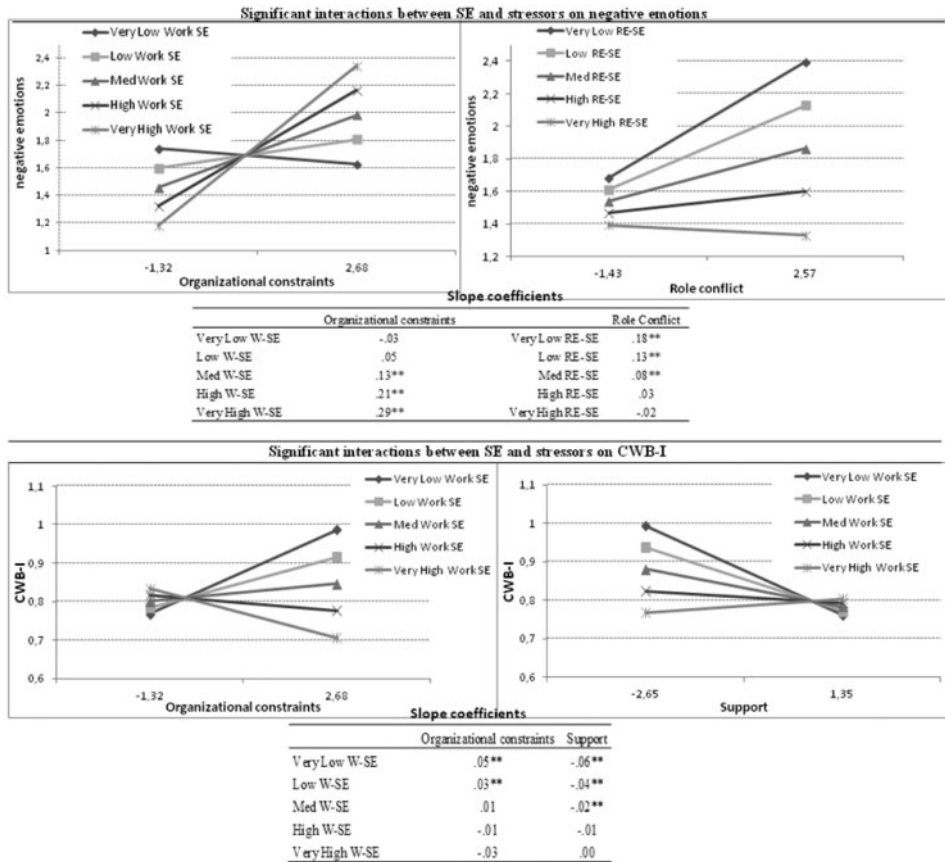 Significant interactions between SE and stressors on negative emotions
negative emotions
2,4
2,2
2
1,8
1,6
1,4
1,2
1
Very Low Work SE
Low Work SE
Med Work SE
High Work SE
Very High Work SE
-1,32
2,68
Organizational constraints
2,4
2,2
2
1,8
1,6
1,4
1,2
Very Low RE-SE
Low RE-SE
Med RE-SE
High RE-SE
Very High RE-SE
-1,43
2,57
Role conflict
Slope coefficients
Organizational constraints Role Conflict
Very Low W-SE -.03 Very Low RE-SE .18**
Low W-SE .05 Low RE-SE .13**
Med W-SE .13** Med RE-SE .08**
High W-SE .21** High RE-SE .03
Very High W-SE .29** Very High RE-SE -.02
Significant interactions between SE and stressors on CWB-I
CWB-I
1,1
1
0,9
0,8
0,7
0,6
Very Low Work SE
Low Work SE
Med Work SE
High Work SE
Very High Work SE
-1,32
2,68
Organizational constraints
CWB-I
1,1
1
0,9
0,8
0,7
0,6
Very Low Work SE
Low Work SE
Med Work SE
High Work SE
Very High Work SE
-2,65
1,35
Support
Slope coefficients
Organizational constraints Support
Very Low W-SE .05** -.06**
Low W-SE .03** -.04**
Med W-SE .01 -.02**
High W-SE -.01 -.01
Very High W-SE -.03 .00